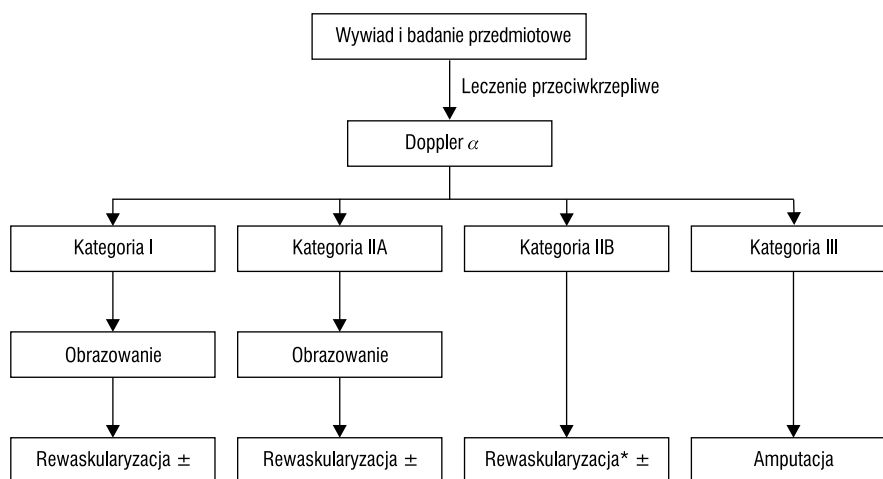 Wywiad i badanie przedmiotowe
Leczenie przeciwkrzepliwe
Doppler α
Kategoria I
Kategoria IIA
Kategoria IIB
Kategoria III
Obrazowanie
Obrazowanie
Rewaskularyzacja ±
Rewaskularyzacja ±
Rewaskularyzacja* ±
Amputacja